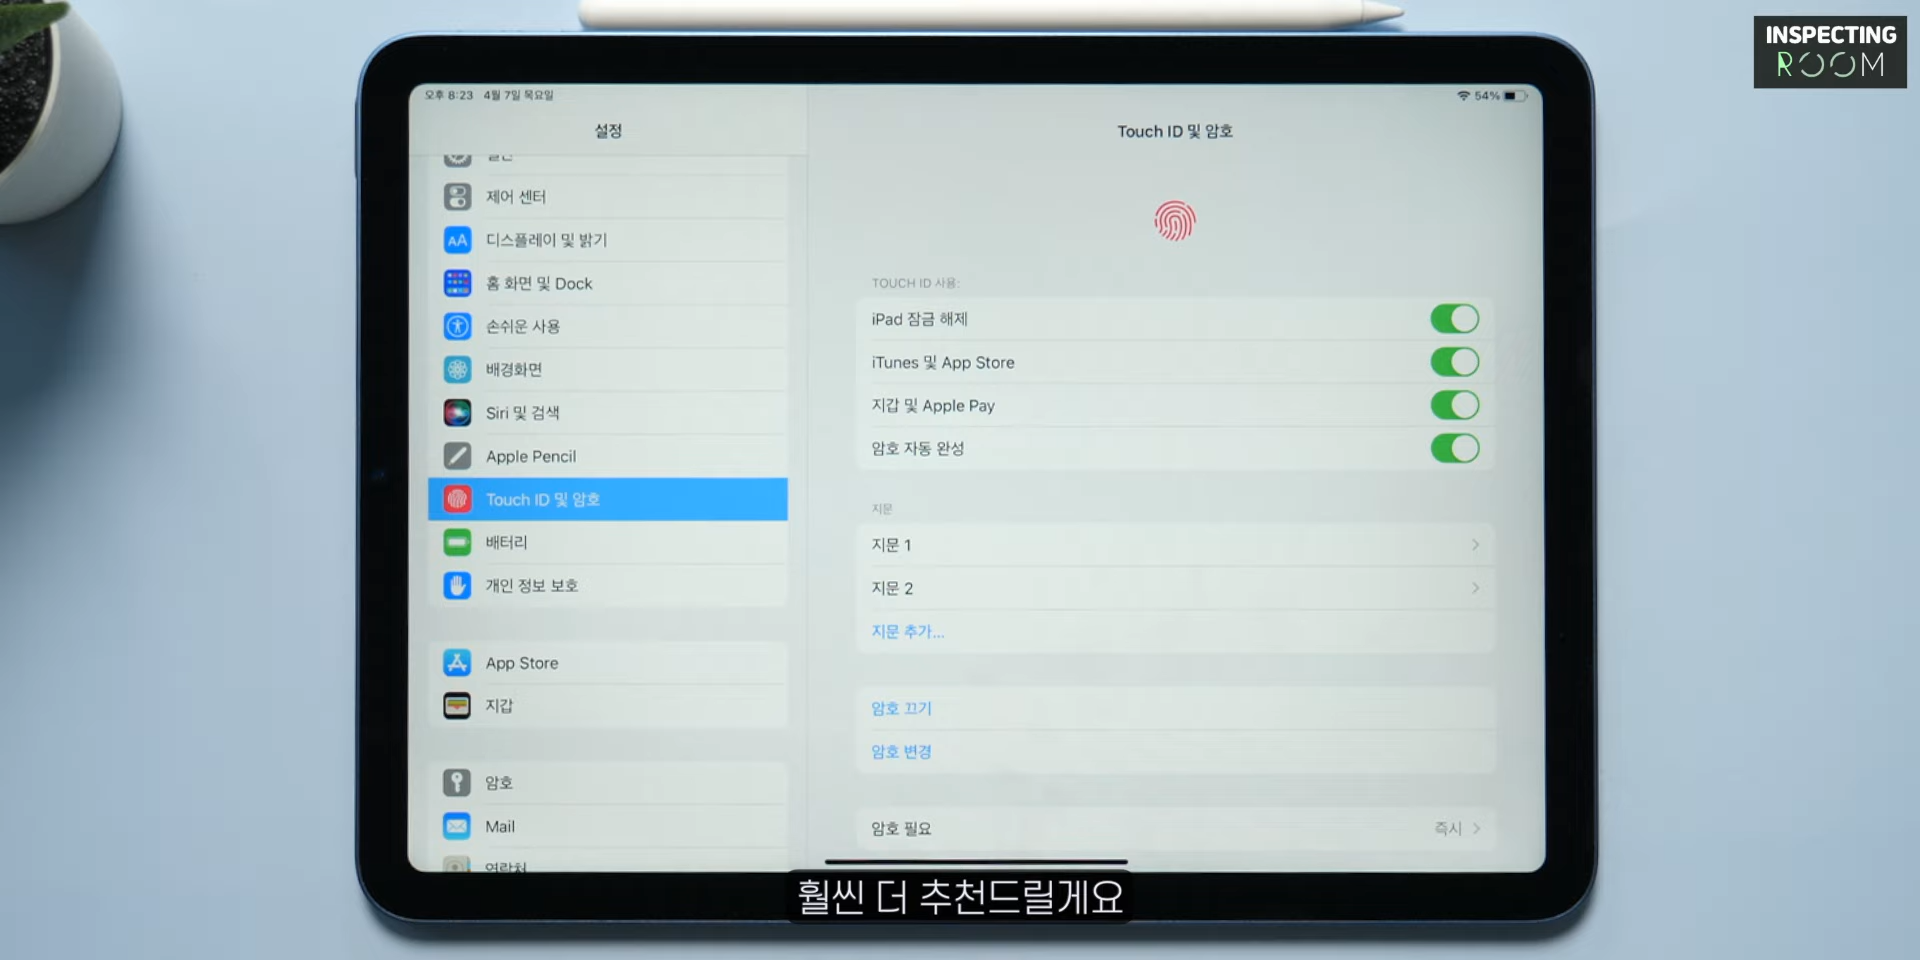 INSPECTING
ROOM
오후 8:23 4월 7일 목요일
54%
설정
일반
제어 센터
디스플레이 및 밝기
홈 화면 및 Dock
손쉬운 사용
배경화면
Siri 및 검색
Apple Pencil
Touch ID 및 암호
배터리
개인 정보 보호
App Store
지갑
암호
Mail
연락처
Touch ID 및 암호
TOUCH ID 사용:
iPad 잠금 해제
iTunes 및 App Store
지갑 및 Apple Pay
암호 자동 완성
지문
지문 1
지문 2
지문 추가...
암호 끄기
암호 변경
암호 필요
즉시
훨씬 더 추천드릴게요